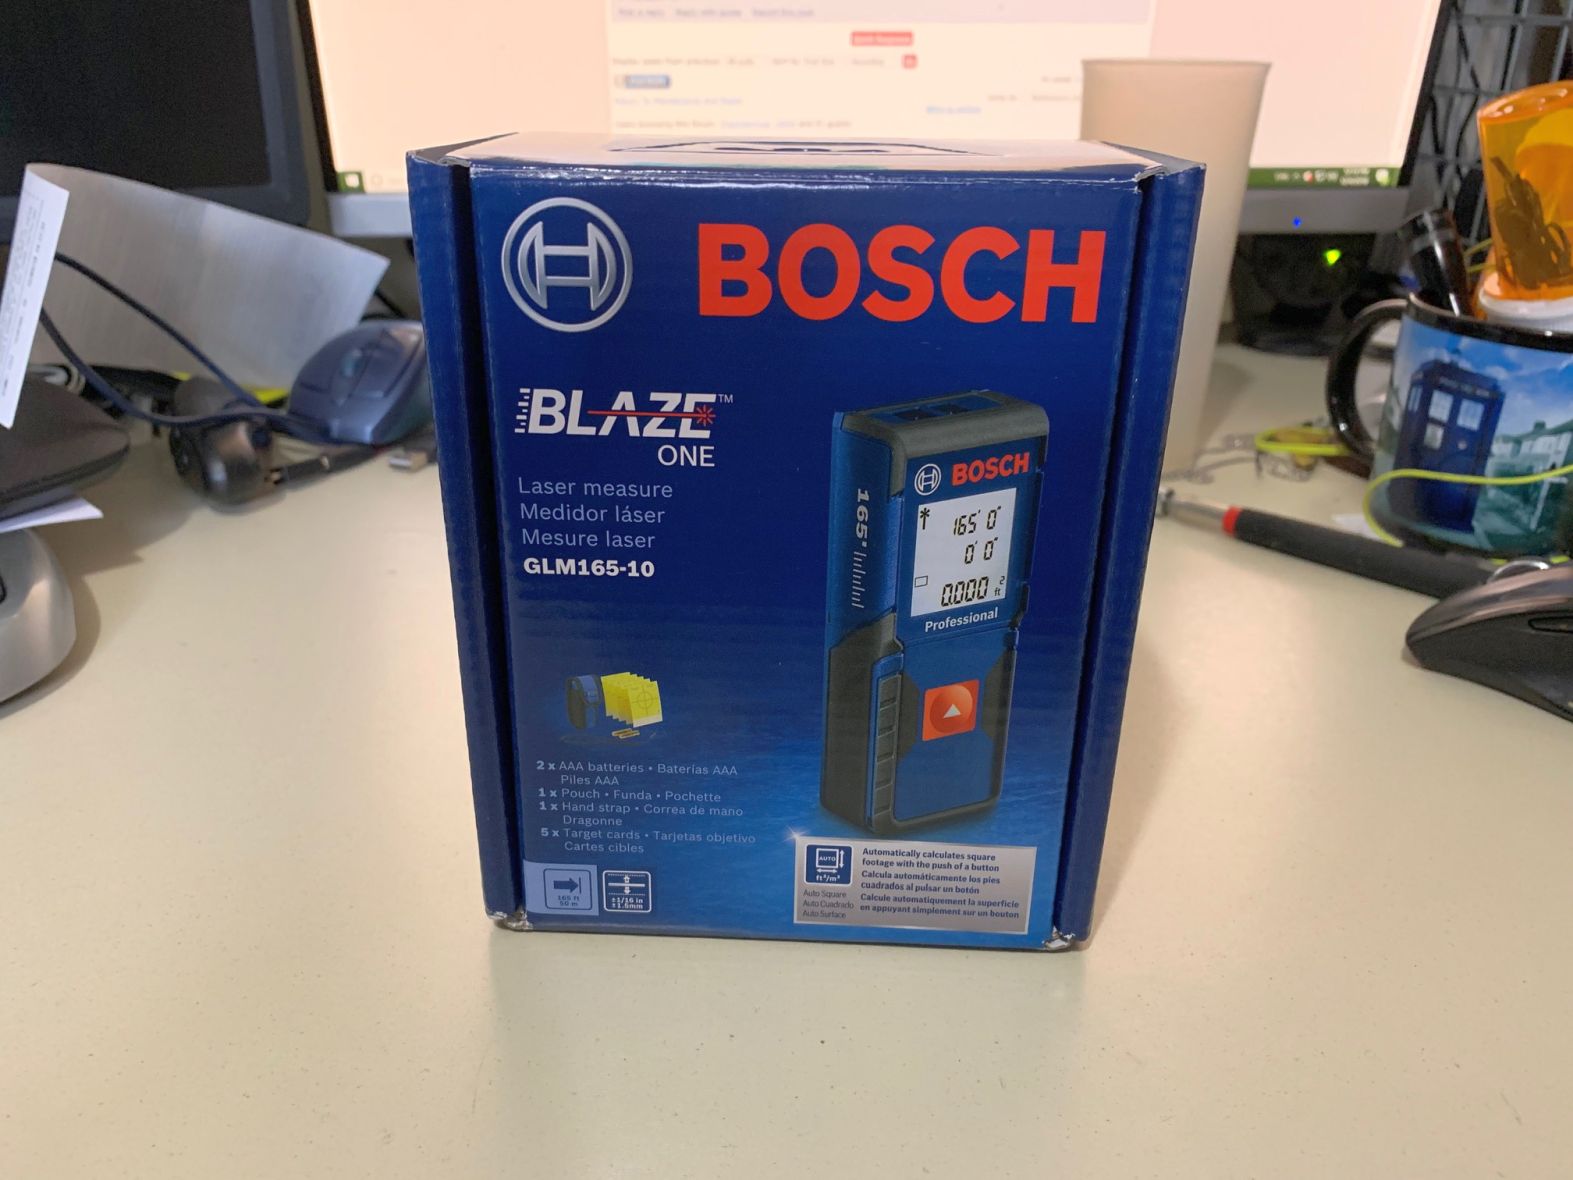 BOSCH
BLAZE™
ONE
Laser measure
Medidor láser
Mesure laser
GLM165-10
165'
BOSCH
165' 0"
0' 0"
0.000 ft²
Professional
2 x AAA batteries • Baterías AAA
Piles AAA
1 x Pouch • Funda • Pochette
1 x Hand strap • Correa de mano
Dragonne
5 x Target cards • Tarjetas objetivo
Cartes cibles
165 ft
50 m
±1/16 in
±1.5mm
AUTO
ft²/m²
Auto Square
Auto Cuadrado
Auto Surface
Automatically calculates square
footage with the push of a button
Calcula automáticamente los pies
cuadrados al pulsar un botón
Calcule automatiquement la superficie
en appuyant simplement sur un bouton